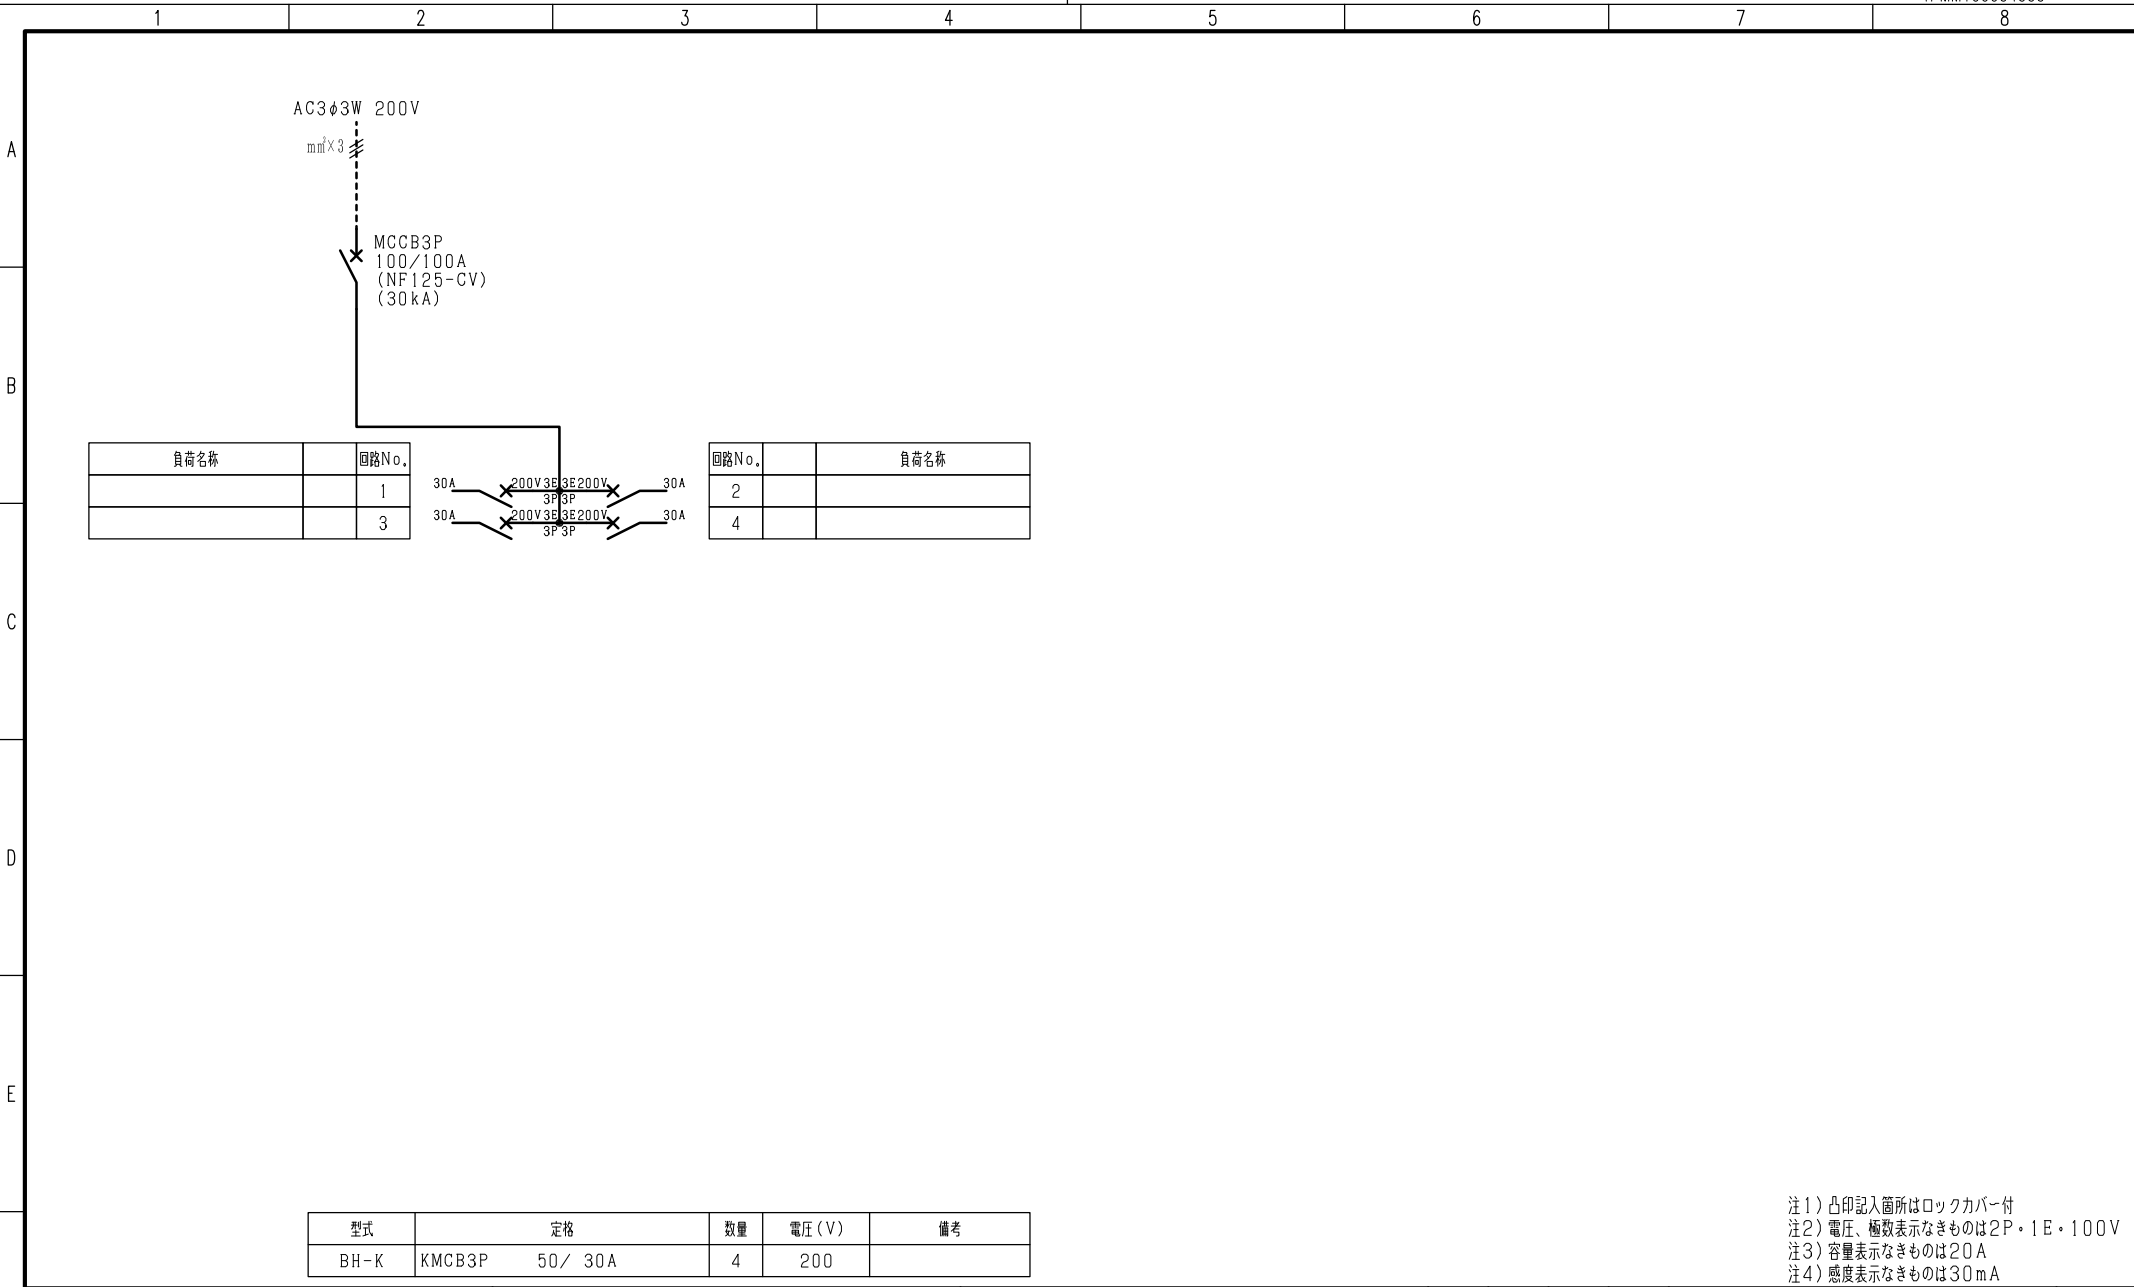 1 2 3 4 5 6 7 8
A
AC3φ3W 200V
mm²×3
MCCB3P
100/100A
(NF125-CV)
(30kA)
B
負荷名称 回路No. 回路No. 負荷名称
1 30A 200V 3E 3E 200V 30A 2
3P 3P
3 30A 200V 3E 3E 200V 30A 4
3P 3P
C
D
E
型式 定格 数量 電圧(V) 備考
BH-K KMCB3P 50/ 30A 4 200
注1)凸印記入箇所はロックカバー付
注2)電圧、極数表示なきものは2P・1E・100V
注3)容量表示なきものは20A
注4)感度表示なきものは30mA